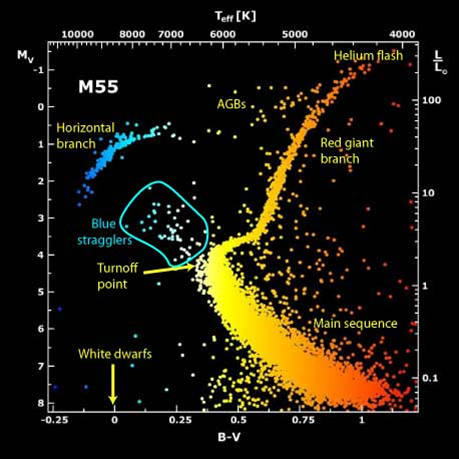 T_eff [K]
10000 8000 7000 6000 5000 4000
M_V
L/L_o
Helium flash
-1
M55
AGBs
0
100
Horizontal
branch
1
Red giant
branch
2
10
3
Blue
stragglers
4
Turnoff
point
1
5
Main sequence
6
White dwarfs
7
0.1
8
-0.25 0 0.25 0.5 0.75 1
B-V